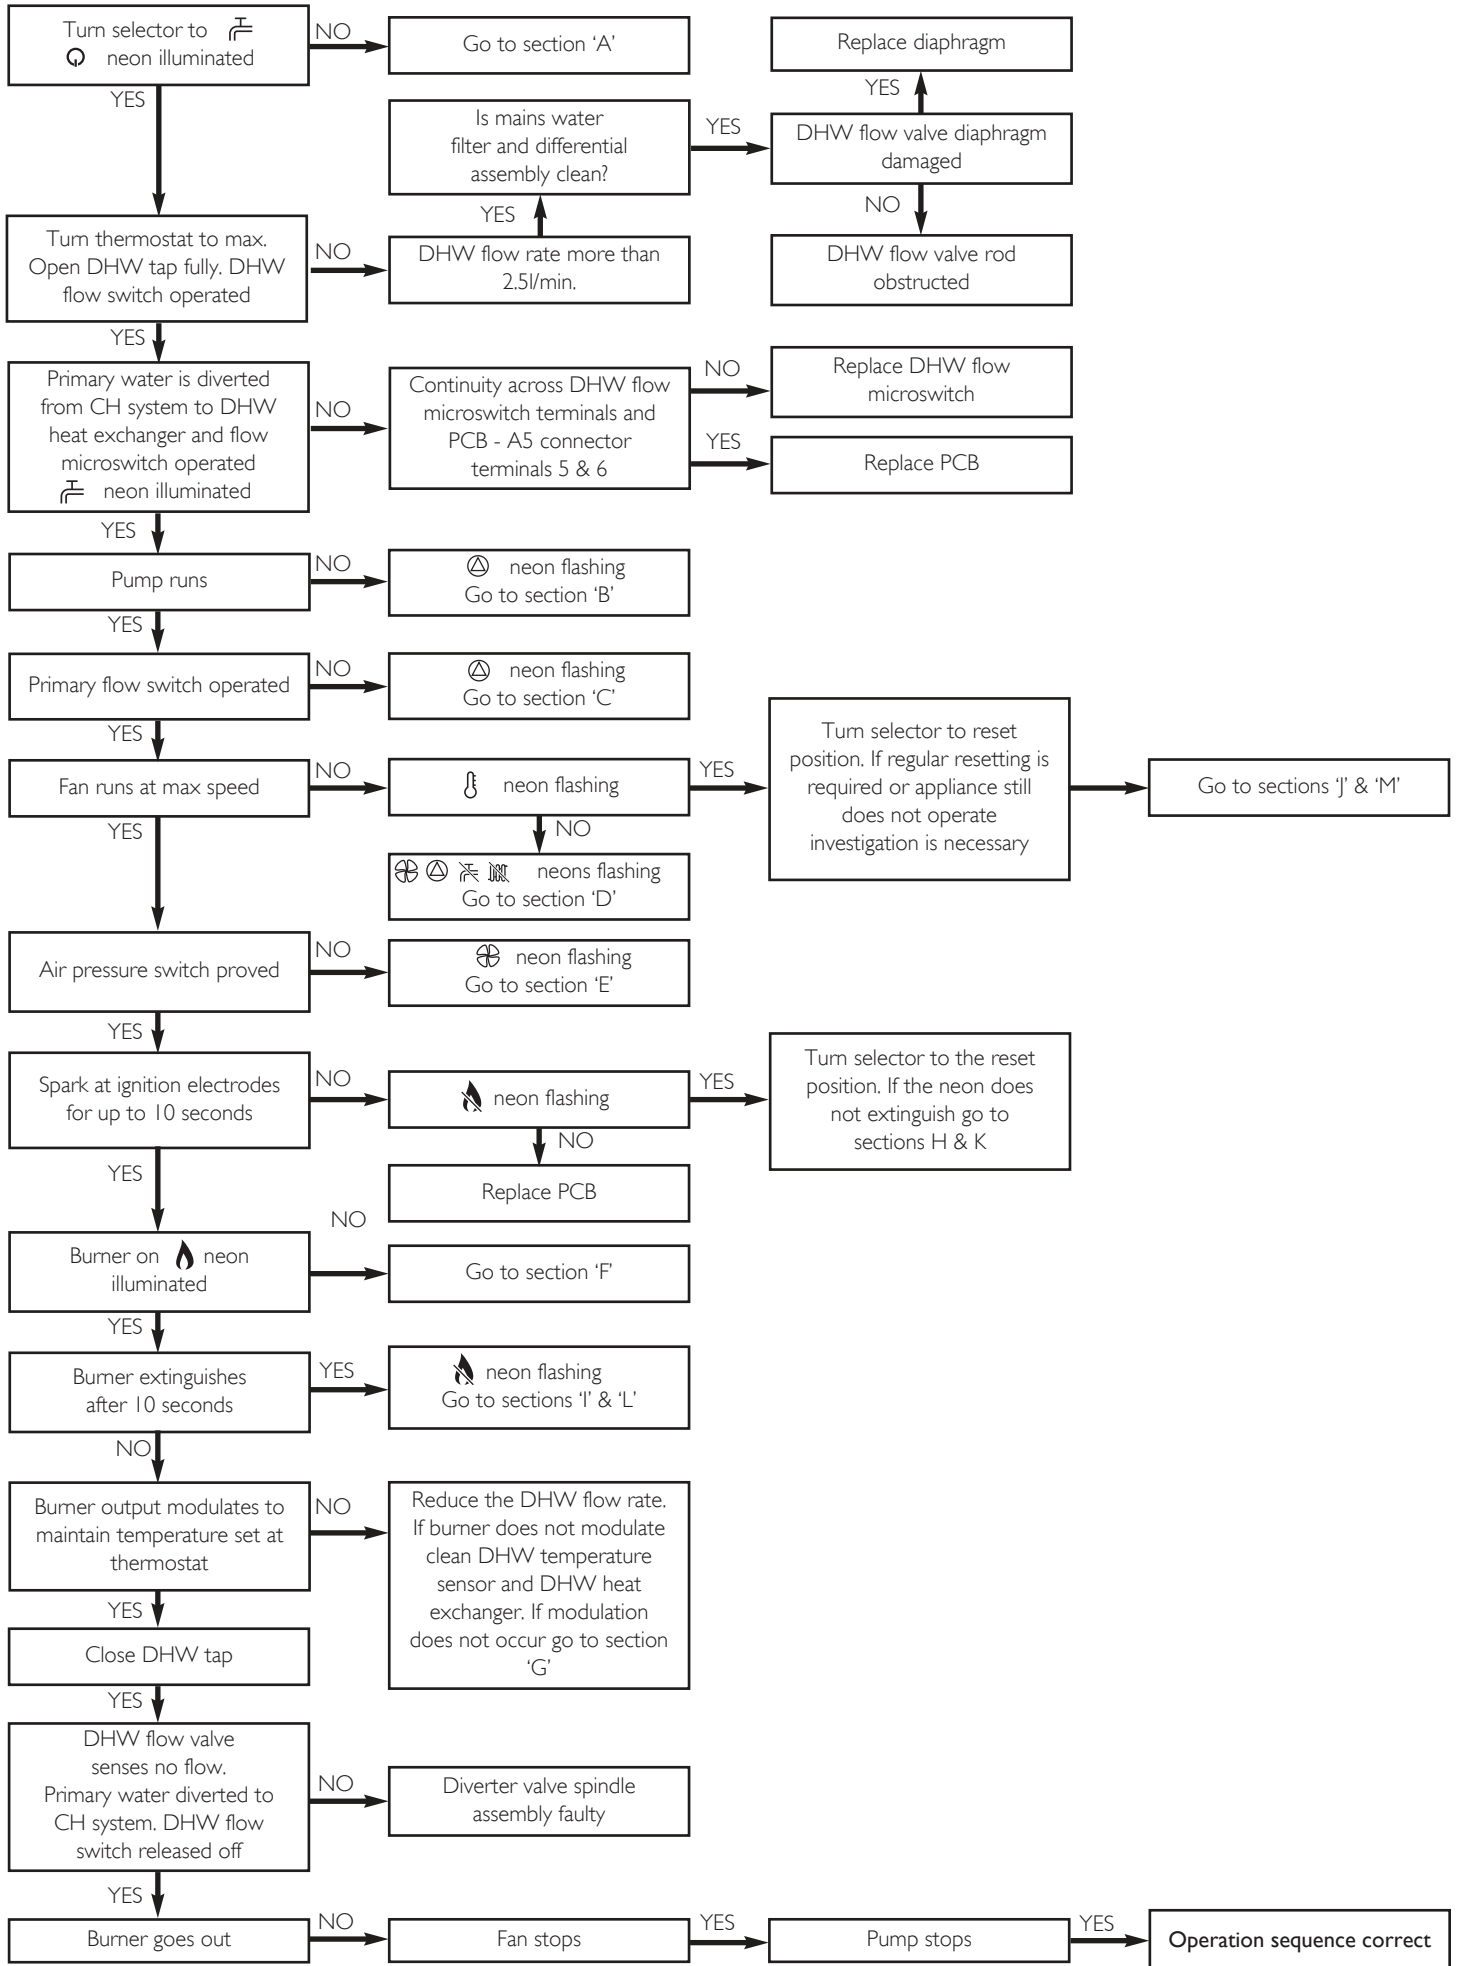 Turn selector to
neon illuminated
NO
Go to section ‘A’
YES
Replace diaphragm
YES
Is mains water
filter and differential
assembly clean?
YES
DHW flow valve diaphragm
damaged
YES
NO
Turn thermostat to max.
Open DHW tap fully. DHW
flow switch operated
NO
DHW flow rate more than
2.5l/min.
DHW flow valve rod
obstructed
YES
Primary water is diverted
from CH system to DHW
heat exchanger and flow
microswitch operated
neon illuminated
NO
Continuity across DHW flow
microswitch terminals and
PCB - A5 connector
terminals 5 & 6
NO
Replace DHW flow
microswitch
YES
Replace PCB
YES
Pump runs
NO
neon flashing
Go to section ‘B’
YES
Primary flow switch operated
NO
neon flashing
Go to section ‘C’
YES
Fan runs at max speed
NO
neon flashing
YES
Turn selector to reset
position. If regular resetting is
required or appliance still
does not operate
investigation is necessary
Go to sections ‘J’ & ‘M’
YES
NO
neons flashing
Go to section ‘D’
Air pressure switch proved
NO
neon flashing
Go to section ‘E’
YES
Spark at ignition electrodes
for up to 10 seconds
NO
neon flashing
YES
Turn selector to the reset
position. If the neon does
not extinguish go to
sections H & K
NO
Replace PCB
YES
NO
Burner on neon
illuminated
Go to section ‘F’
YES
Burner extinguishes
after 10 seconds
YES
neon flashing
Go to sections ‘I’ & ‘L’
NO
Burner output modulates to
maintain temperature set at
thermostat
NO
Reduce the DHW flow rate.
If burner does not modulate
clean DHW temperature
sensor and DHW heat
exchanger. If modulation
does not occur go to section
‘G’
YES
Close DHW tap
YES
DHW flow valve
senses no flow.
Primary water diverted to
CH system. DHW flow
switch released off
NO
Diverter valve spindle
assembly faulty
YES
Burner goes out
NO
Fan stops
YES
Pump stops
YES
Operation sequence correct